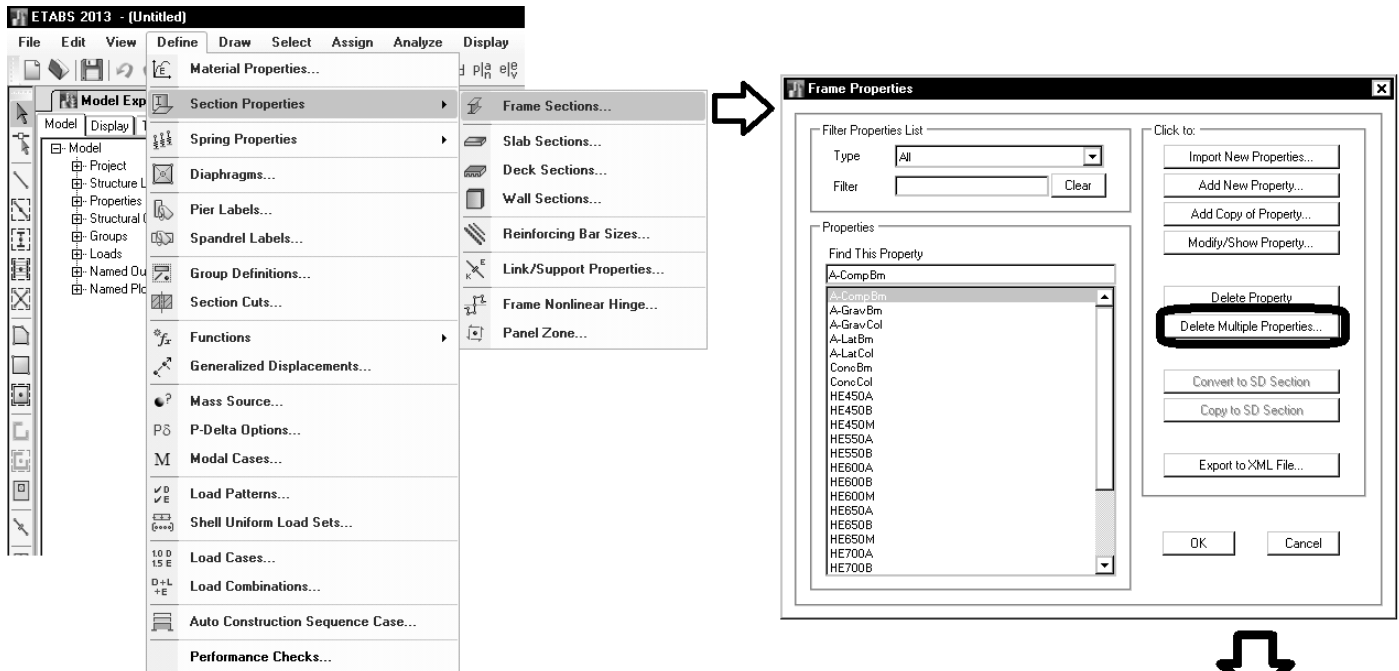 ETABS 2013 - (Untitled)
File Edit View Define Draw Select Assign Analyze Display
Model Exp
Model Display
Model
Project
Structure L
Properties
Structural
Groups
Loads
Named Ou
Named Plo
Material Properties...
Section Properties
Spring Properties
Diaphragms...
Pier Labels...
Spandrel Labels...
Group Definitions...
Section Cuts...
Functions
Generalized Displacements...
Mass Source...
Pδ P-Delta Options...
M Modal Cases...
Load Patterns...
Shell Uniform Load Sets...
Load Cases...
Load Combinations...
Auto Construction Sequence Case...
Performance Checks...
Frame Sections...
Slab Sections...
Deck Sections...
Wall Sections...
Reinforcing Bar Sizes...
Link/Support Properties...
Frame Nonlinear Hinge...
Panel Zone...
Frame Properties
Filter Properties List
Type All
Filter Clear
Properties
Find This Property
A-CompBm
A-CompBm
A-GravBm
A-GravCol
A-LatBm
A-LatCol
ConcBm
ConcCol
HE450A
HE450B
HE450M
HE550A
HE550B
HE600A
HE600B
HE600M
HE650A
HE650B
HE650M
HE700A
HE700B
Click to:
Import New Properties...
Add New Property...
Add Copy of Property...
Modify/Show Property...
Delete Property
Delete Multiple Properties...
Convert to SD Section
Copy to SD Section
Export to XML File...
OK Cancel